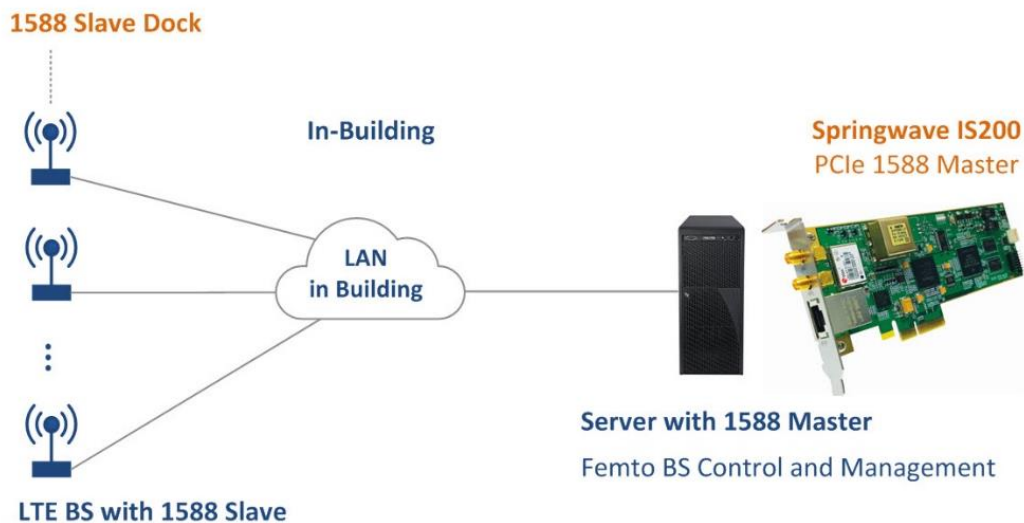 1588 Slave Dock
In-Building
Springwave IS200
PCIe 1588 Master
LAN
in Building
Server with 1588 Master
Femto BS Control and Management
LTE BS with 1588 Slave